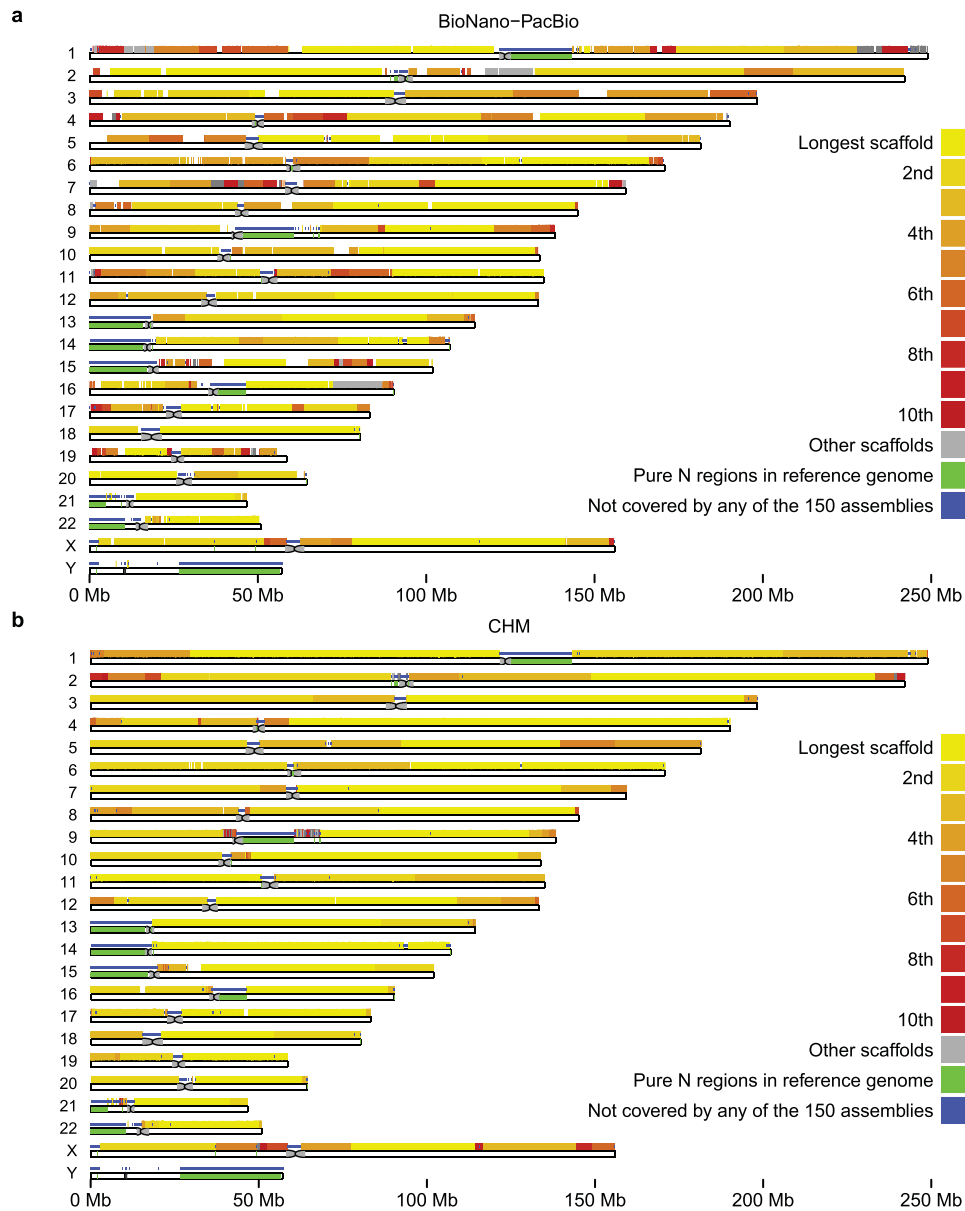 a
BioNano−PacBio
1
2
3
4
5
6
7
8
9
10
11
12
13
14
15
16
17
18
19
20
21
22
X
Y
Longest scaffold
2nd
4th
6th
8th
10th
Other scaffolds
Pure N regions in reference genome
Not covered by any of the 150 assemblies
0 Mb 50 Mb 100 Mb 150 Mb 200 Mb 250 Mb
b
CHM
1
2
3
4
5
6
7
8
9
10
11
12
13
14
15
16
17
18
19
20
21
22
X
Y
Longest scaffold
2nd
4th
6th
8th
10th
Other scaffolds
Pure N regions in reference genome
Not covered by any of the 150 assemblies
0 Mb 50 Mb 100 Mb 150 Mb 200 Mb 250 Mb